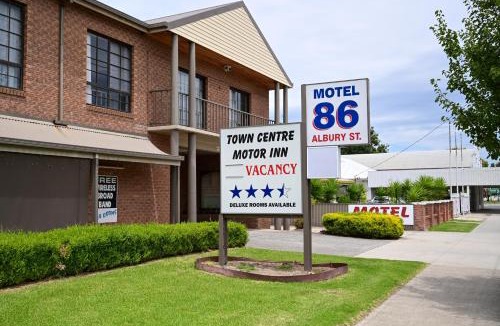 MOTEL
86
ALBURY ST.
TOWN CENTRE
MOTOR INN
VACANCY
DELUXE ROOMS AVAILABLE
MOTEL
FREE
WIRELESS
BROAD
BAND